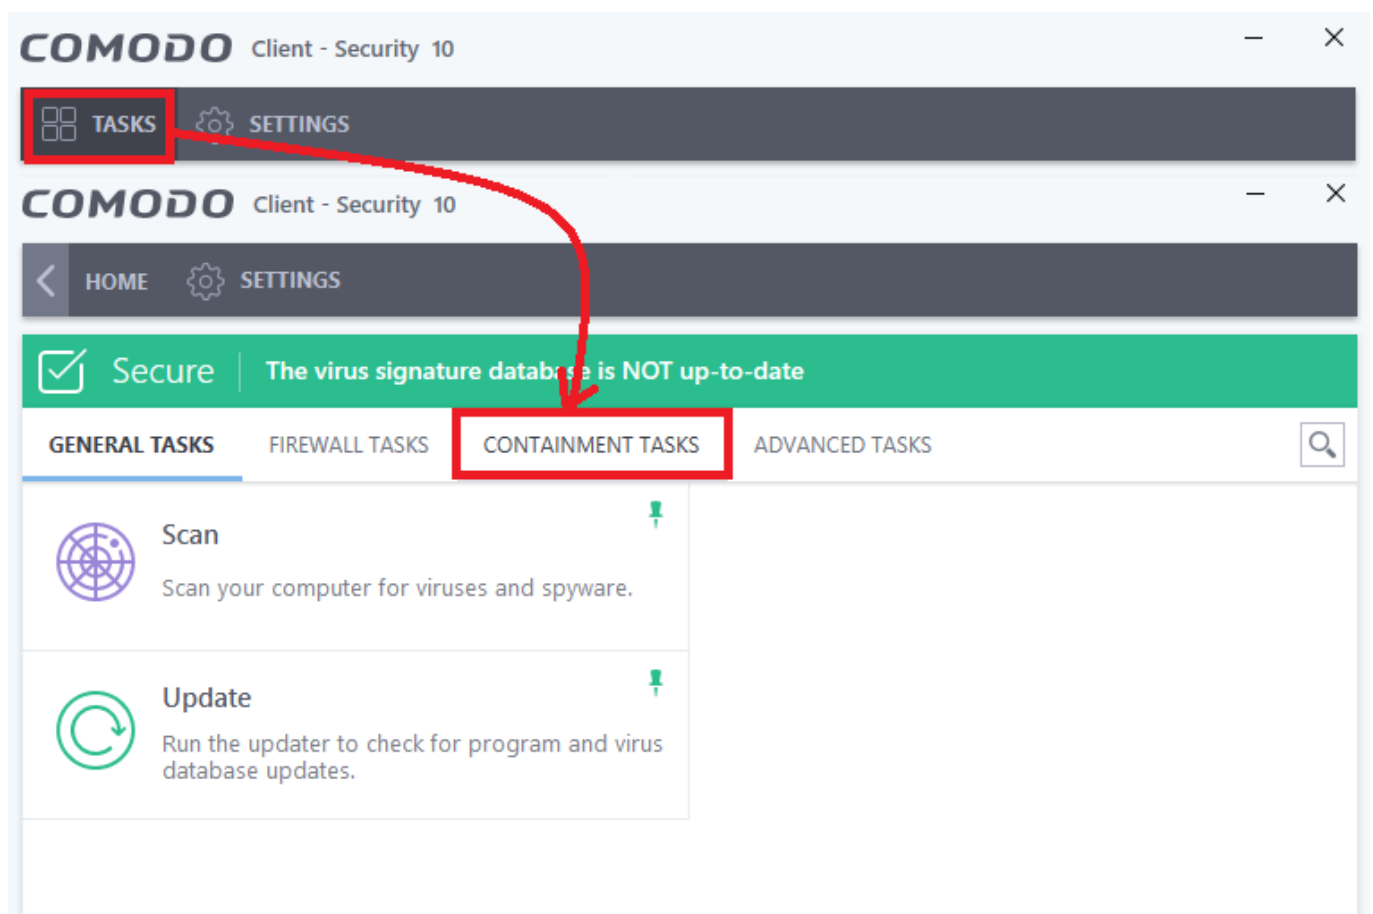 COMODO Client - Security 10
TASKS SETTINGS
COMODO Client - Security 10
HOME SETTINGS
Secure The virus signature database is NOT up-to-date
GENERAL TASKS FIREWALL TASKS CONTAINMENT TASKS ADVANCED TASKS
Scan
Scan your computer for viruses and spyware.
Update
Run the updater to check for program and virus
database updates.